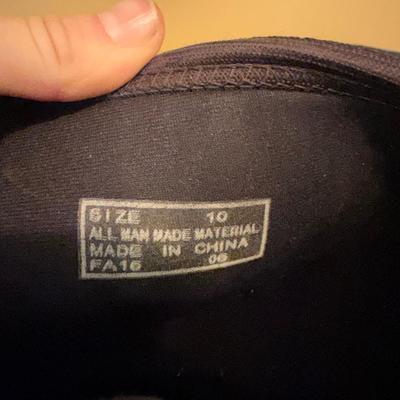 SIZE 10
ALL MAN MADE MATERIAL
MADE IN CHINA
FA16 06